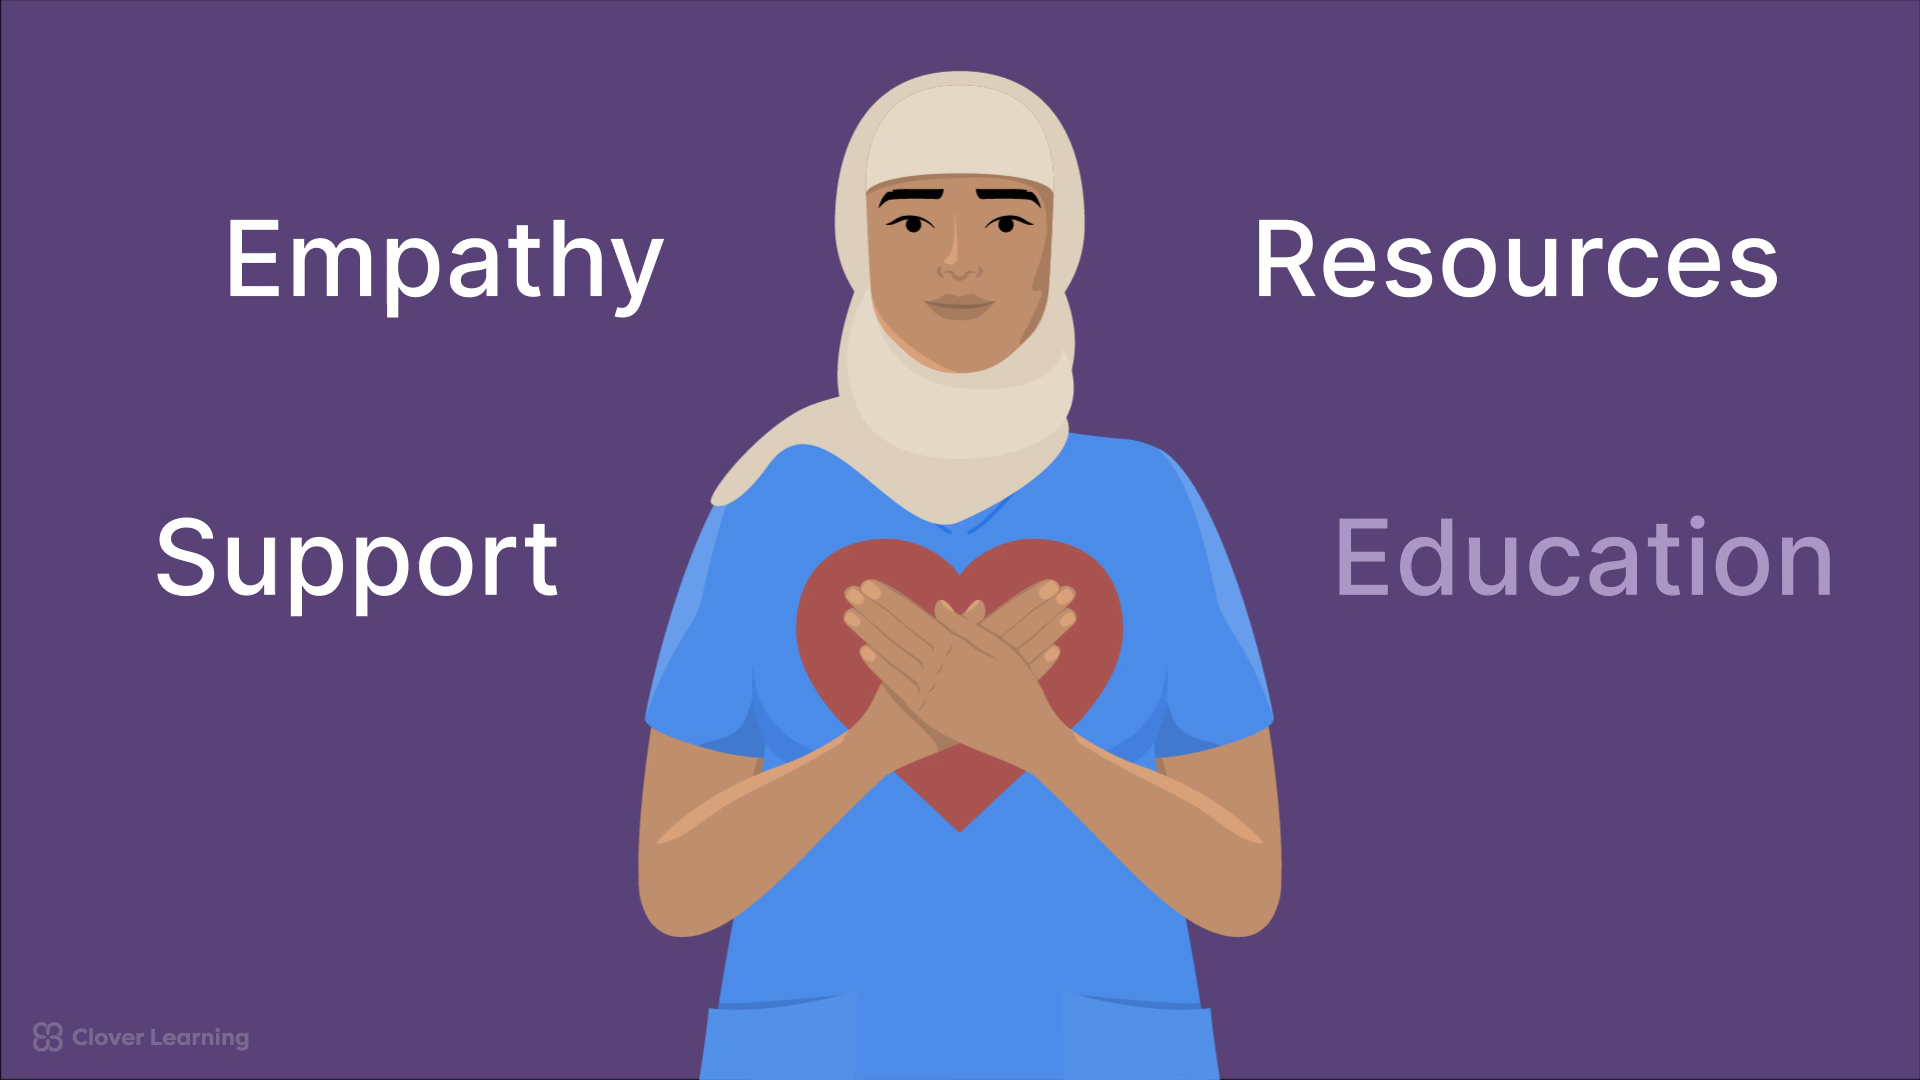 Empathy
Resources
Support
Education
Clover Learning